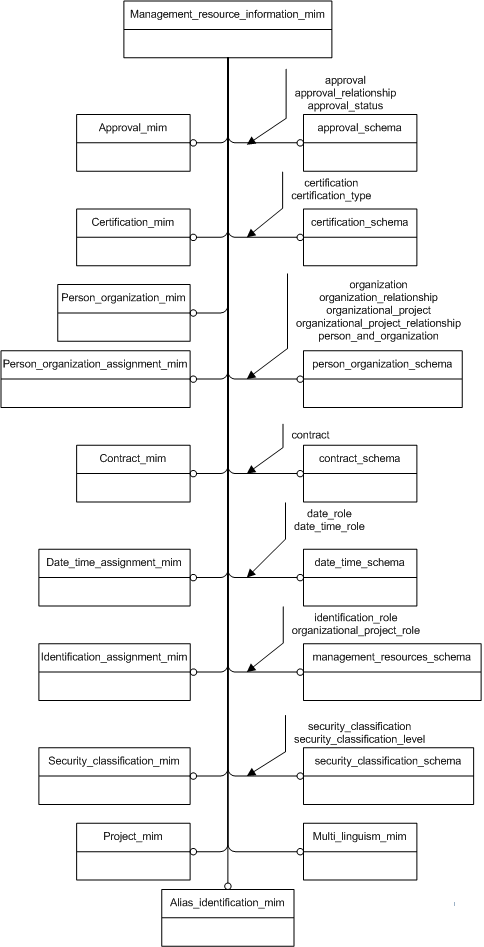 Management_resource_information_mim
approval
approval_relationship
approval_status
Approval_mim
approval_schema
certification
certification_type
Certification_mim
certification_schema
organization
organization_relationship
organizational_project
organizational_project_relationship
person_and_organization
Person_organization_mim
Person_organization_assignment_mim
person_organization_schema
contract
Contract_mim
contract_schema
date_role
date_time_role
Date_time_assignment_mim
date_time_schema
identification_role
organizational_project_role
Identification_assignment_mim
management_resources_schema
security_classification
security_classification_level
Security_classification_mim
security_classification_schema
Project_mim
Multi_linguism_mim
Alias_identification_mim